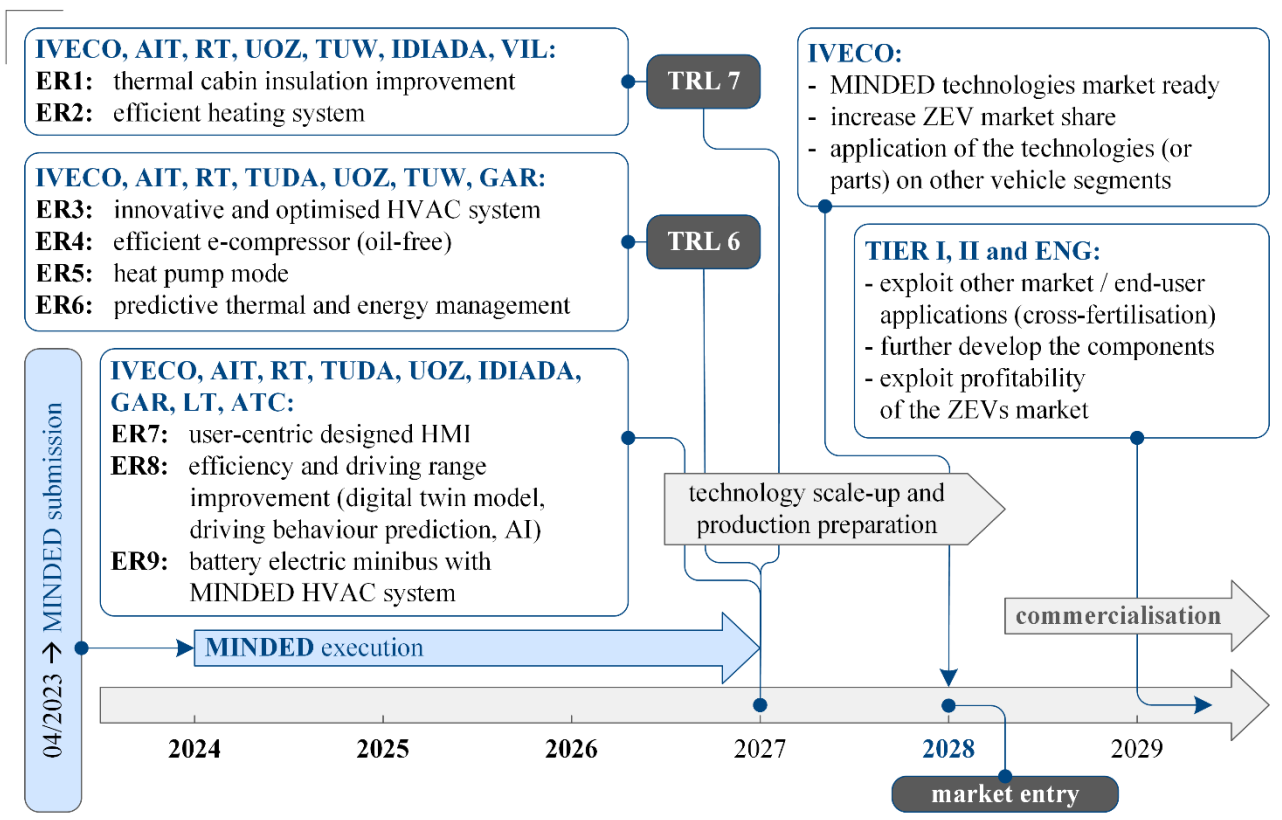 IVECO, AIT, RT, UOZ, TUW, IDIADA, VIL:
ER1: thermal cabin insulation improvement
ER2: efficient heating system
TRL 7
IVECO, AIT, RT, TUDA, UOZ, TUW, GAR:
ER3: innovative and optimised HVAC system
ER4: efficient e-compressor (oil-free)
ER5: heat pump mode
ER6: predictive thermal and energy management
TRL 6
IVECO, AIT, RT, TUDA, UOZ, IDIADA,
GAR, LT, ATC:
ER7: user-centric designed HMI
ER8: efficiency and driving range
improvement (digital twin model,
driving behaviour prediction, AI)
ER9: battery electric minibus with
MINDED HVAC system
IVECO:
- MINDED technologies market ready
- increase ZEV market share
- application of the technologies (or
parts) on other vehicle segments
TIER I, II and ENG:
- exploit other market / end-user
applications (cross-fertilisation)
- further develop the components
- exploit profitability
of the ZEVs market
technology scale-up and
production preparation
commercialisation
04/2023 → MINDED submission
MINDED execution
2024
2025
2026
2027
2028
2029
market entry